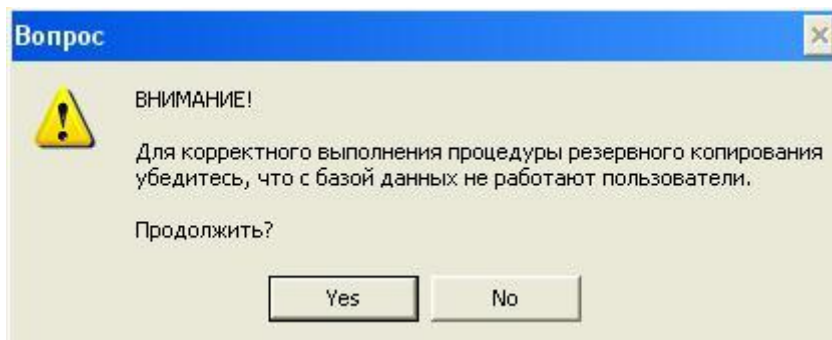 Вопрос
ВНИМАНИЕ!
Для корректного выполнения процедуры резервного копирования
убедитесь, что с базой данных не работают пользователи.
Продолжить?
Yes
No